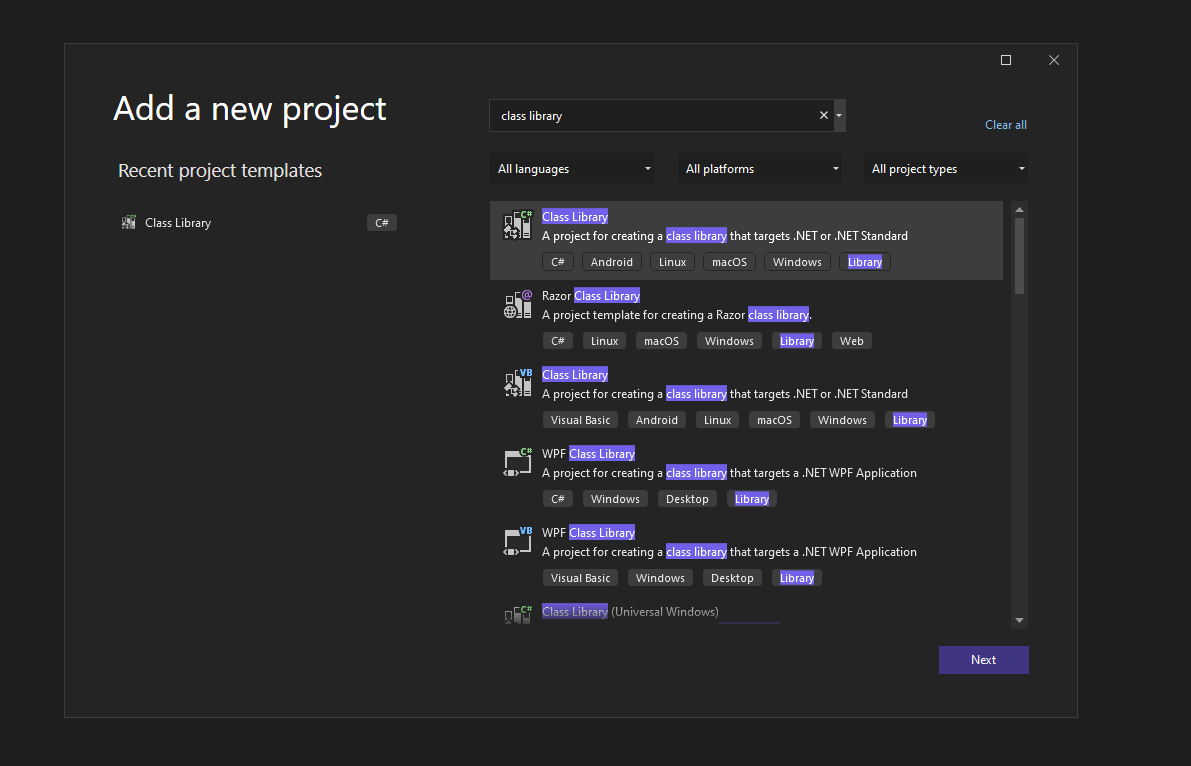 Add a new project
class library
Clear all
Recent project templates
All languages
All platforms
All project types
Class Library
C#
C#
Class Library
A project for creating a class library that targets .NET or .NET Standard
C# Android Linux macOS Windows Library
@
Razor Class Library
A project template for creating a Razor class library.
C# Linux macOS Windows Library Web
VB
Class Library
A project for creating a class library that targets .NET or .NET Standard
Visual Basic Android Linux macOS Windows Library
C#
WPF Class Library
A project for creating a class library that targets a .NET WPF Application
C# Windows Desktop Library
VB
WPF Class Library
A project for creating a class library that targets a .NET WPF Application
Visual Basic Windows Desktop Library
C#
Class Library (Universal Windows)
Next